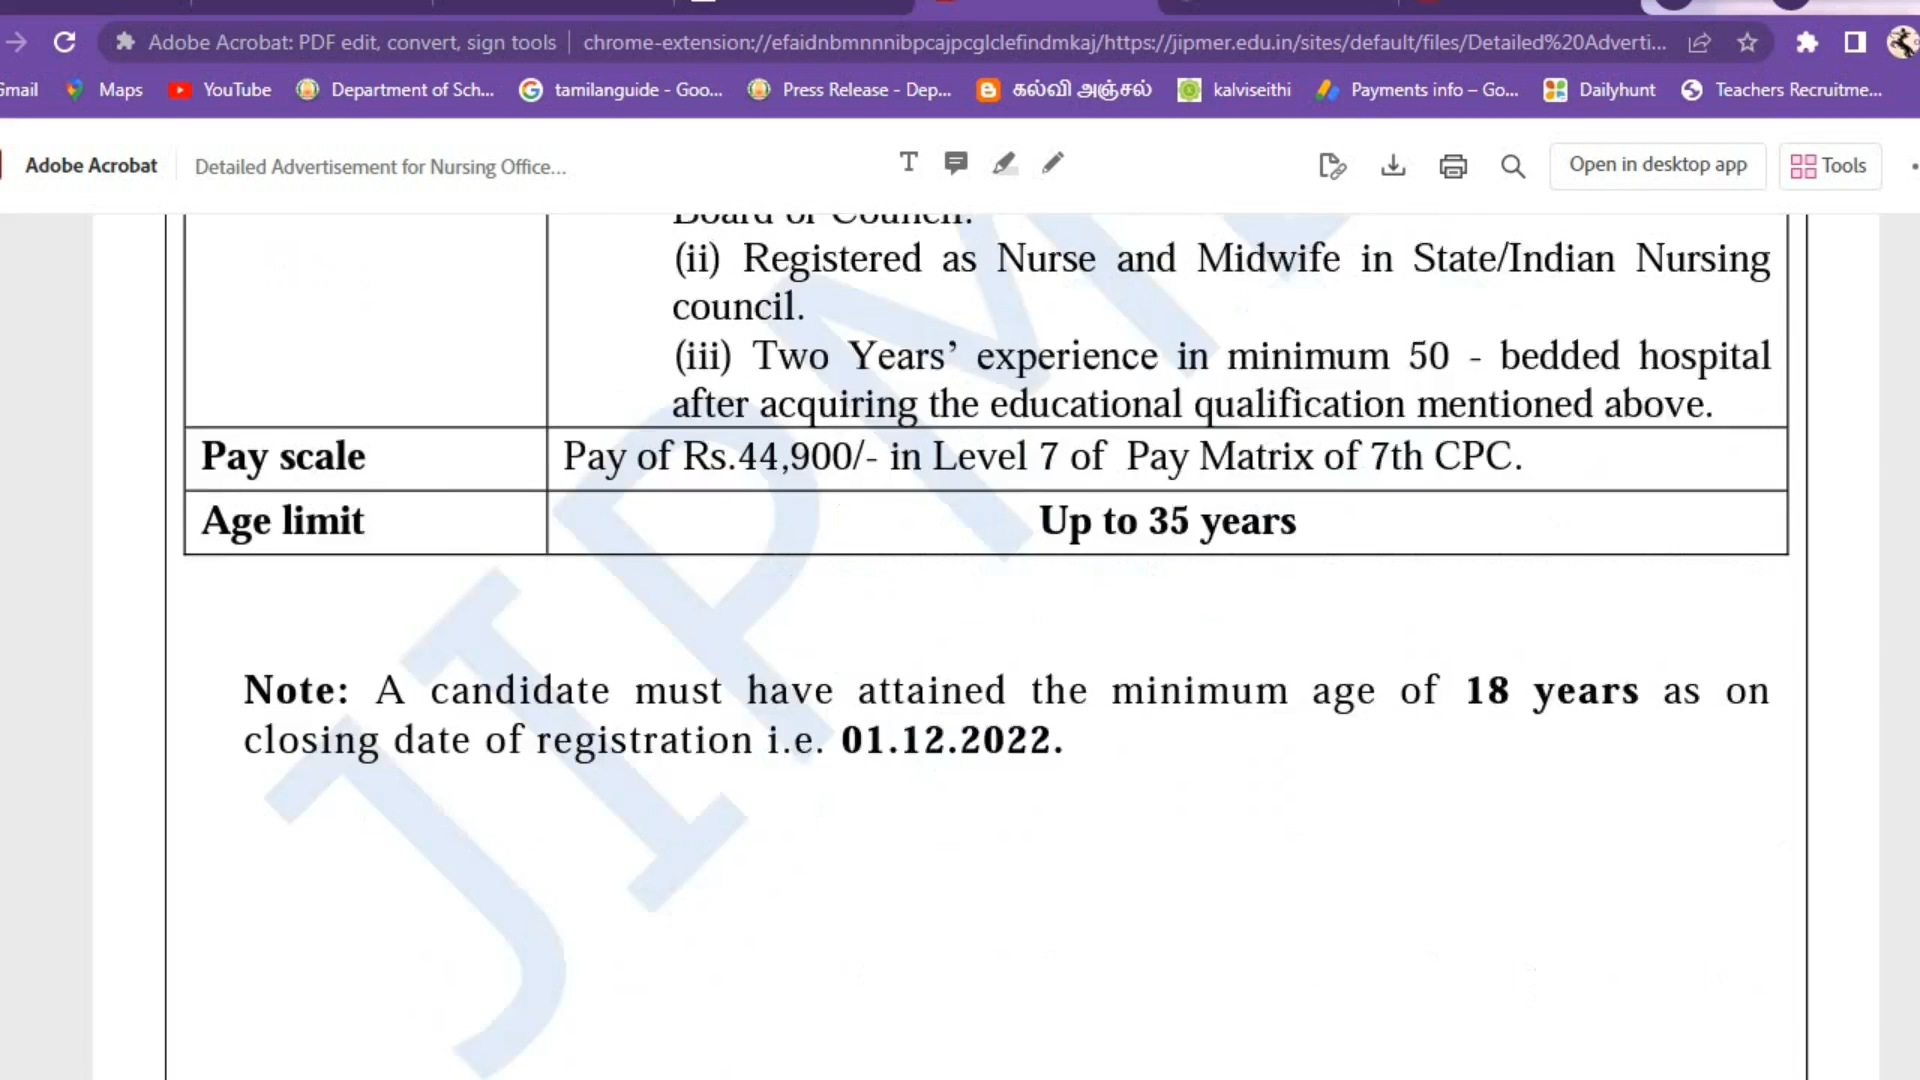 Adobe Acrobat: PDF edit, convert, sign tools | chrome-extension://efaidnbmnnnibpcajpcglclefindmkaj/https://jipmer.edu.in/sites/default/files/Detailed%20Adverti...
Gmail Maps YouTube Department of Sch... tamilanguide - Goo... Press Release - Dep... கல்வி அஞ்சல் kalviseithi Payments info – Go... Dailyhunt Teachers Recruitme...
Adobe Acrobat Detailed Advertisement for Nursing Office... T Open in desktop app Tools
Board or Council.
(ii) Registered as Nurse and Midwife in State/Indian Nursing
council.
(iii) Two Years’ experience in minimum 50 - bedded hospital
after acquiring the educational qualification mentioned above.
Pay scale Pay of Rs.44,900/- in Level 7 of Pay Matrix of 7th CPC.
Age limit Up to 35 years
Note: A candidate must have attained the minimum age of 18 years as on
closing date of registration i.e. 01.12.2022.
JIPME